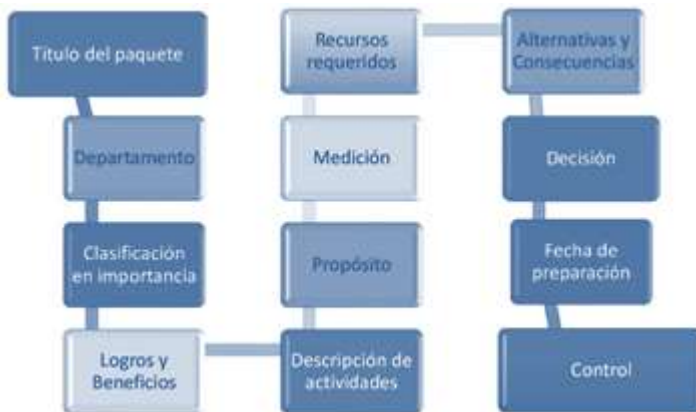 Título del paquete
Departamento
Clasificación
en importancia
Logros y
Beneficios
Descripción de
actividades
Propósito
Medición
Recursos
requeridos
Alternativas y
Consecuencias
Decisión
Fecha de
preparación
Control